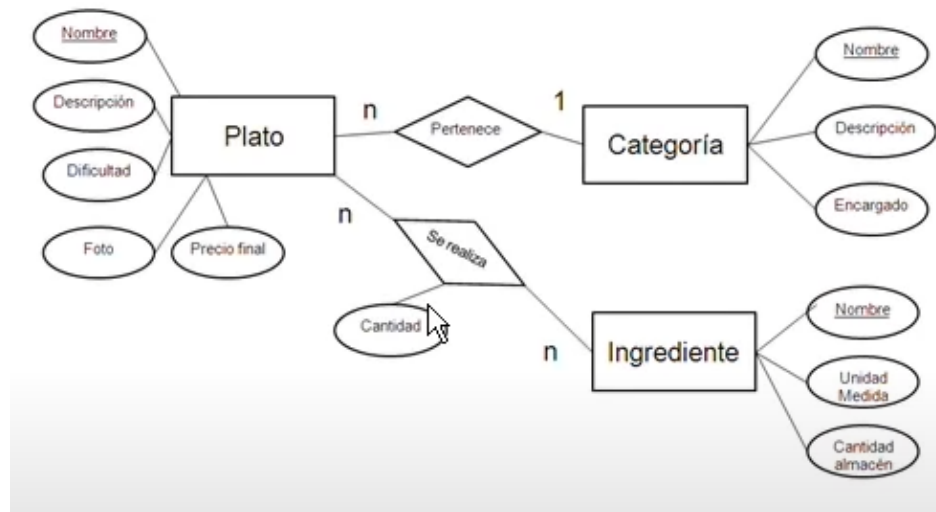 Nombre
Descripción
Dificultad
Foto
Precio final
Plato
n
Pertenece
1
Categoría
Nombre
Descripción
Encargado
n
Se realiza
Cantidad
n
Ingrediente
Nombre
Unidad
Medida
Cantidad
almacén